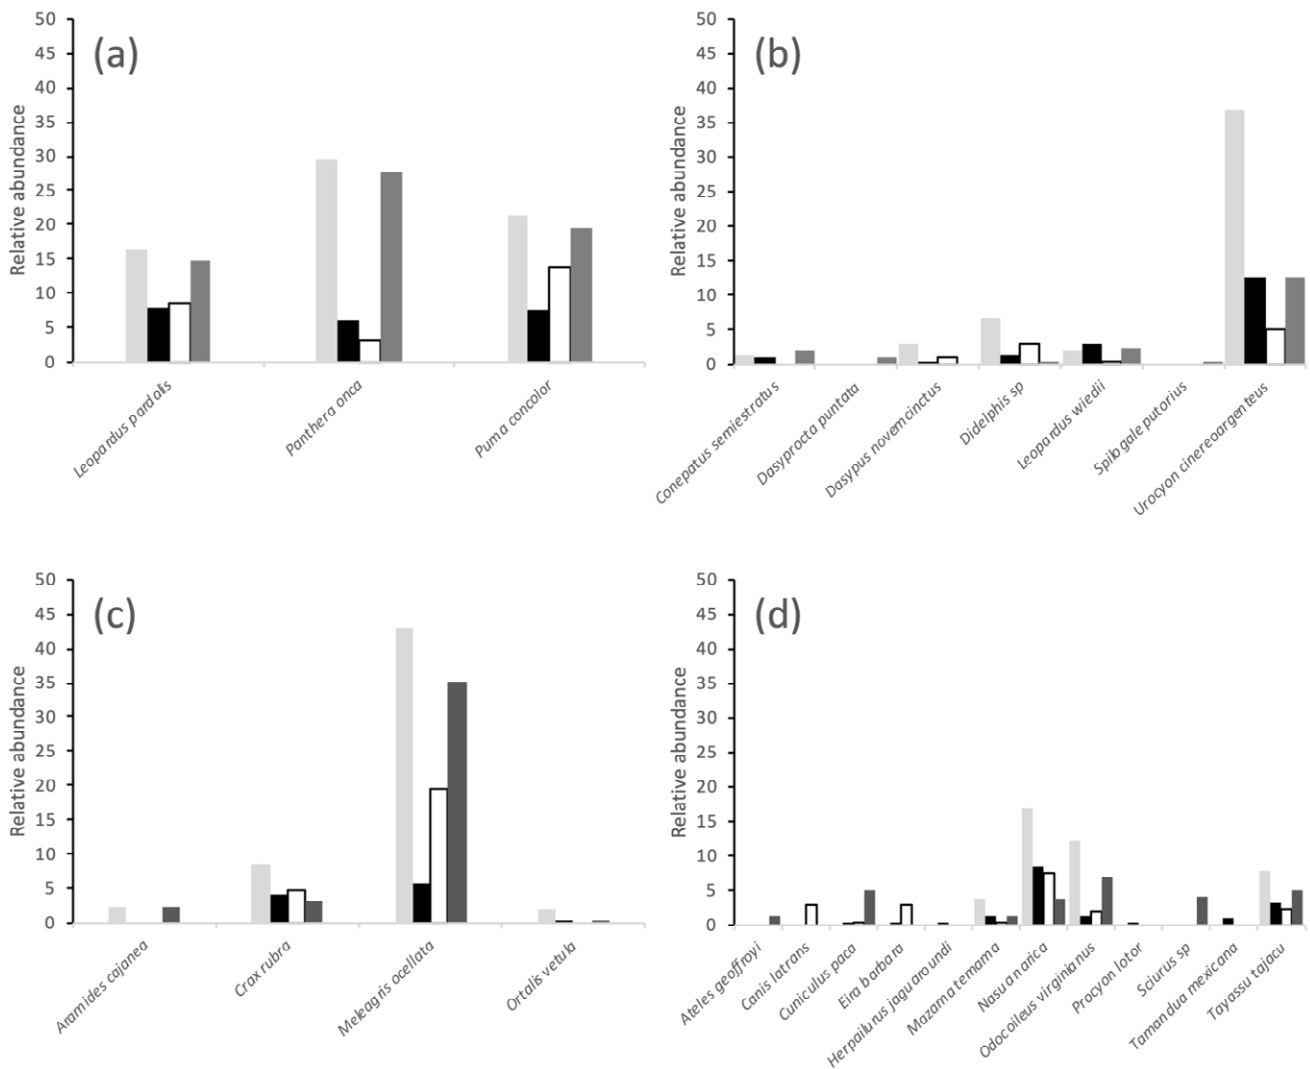 (a)
Relative abundance
50
45
40
35
30
25
20
15
10
5
0
Leopardus pardalis
Panthera onca
Puma concolor
(b)
Relative abundance
50
45
40
35
30
25
20
15
10
5
0
Conepatus semiestratus
Dasyprocta puntata
Dasypus novemcinctus
Didelphis sp
Leopardus wiedii
Spilogale putorius
Urocyon cinereoargenteus
(c)
Relative abundance
50
45
40
35
30
25
20
15
10
5
0
Aramides cajanea
Crax rubra
Meleagris ocellata
Ortalis vetula
(d)
Relative abundance
50
45
40
35
30
25
20
15
10
5
0
Ateles geoffroyi
Canis latrans
Cuniculus paca
Eira barbara
Herpailurus jaguaroundi
Mazama temama
Nasua narica
Odocoileus virginianus
Procyon lotor
Sciurus sp
Tamandua mexicana
Tayassu tajacu